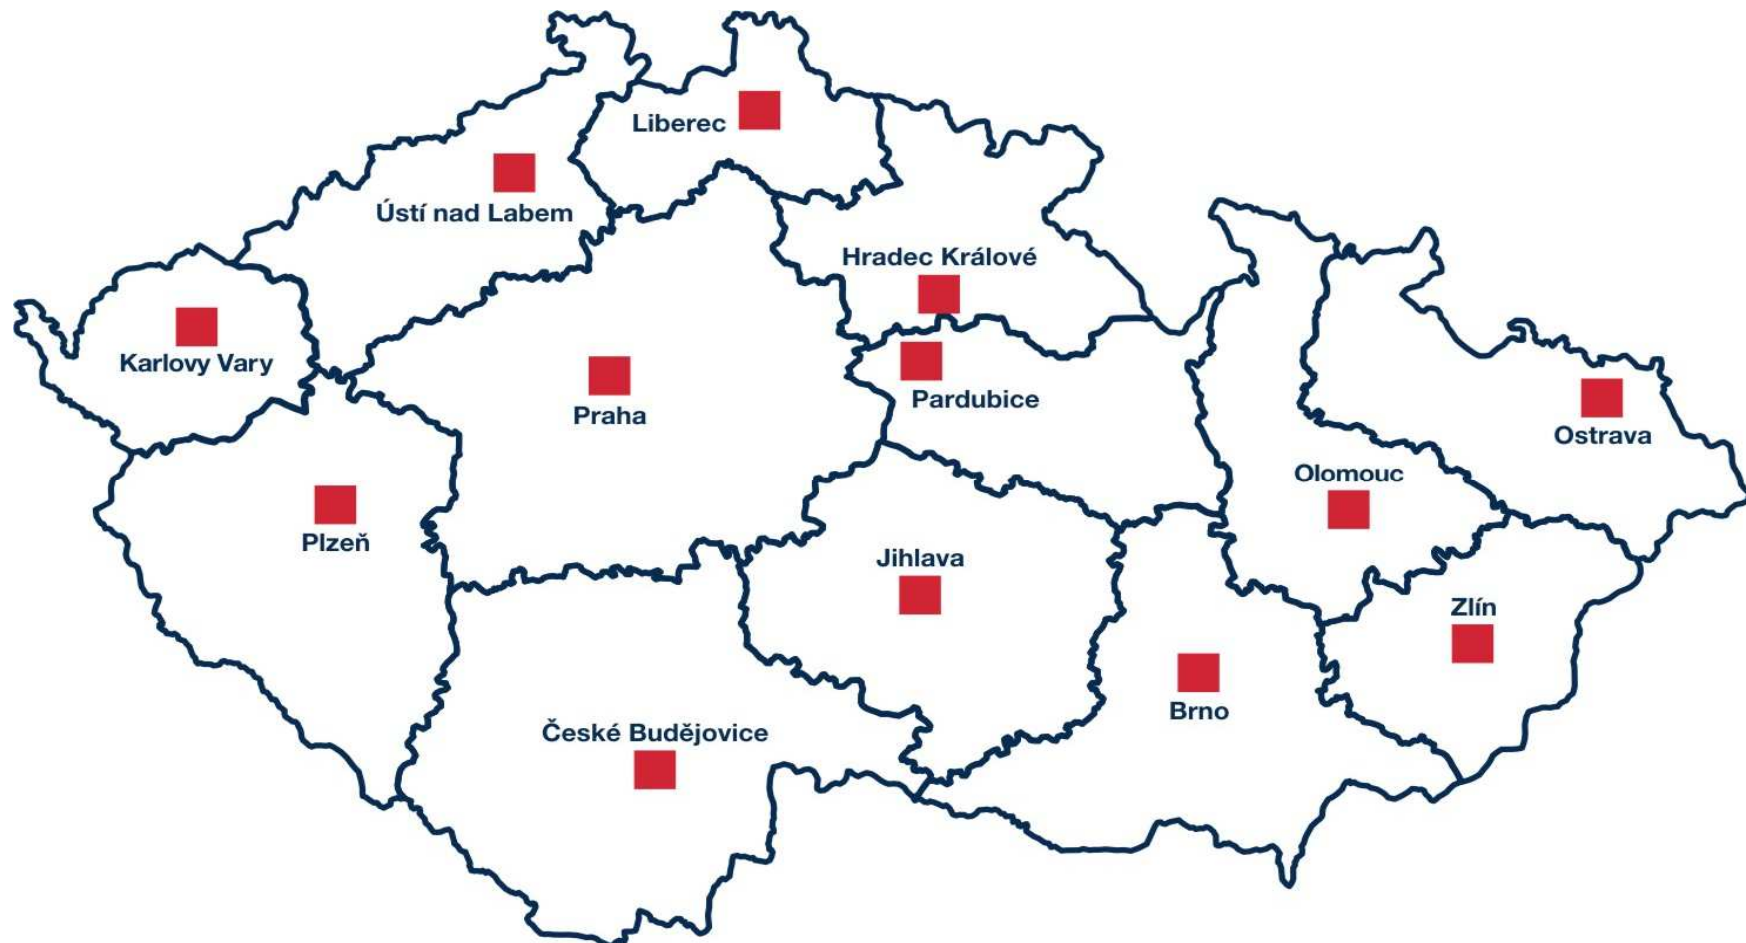 Liberec
Ústí nad Labem
Hradec Králové
Karlovy Vary
Pardubice
Praha
Ostrava
Olomouc
Plzeň
Jihlava
Zlín
Brno
České Budějovice